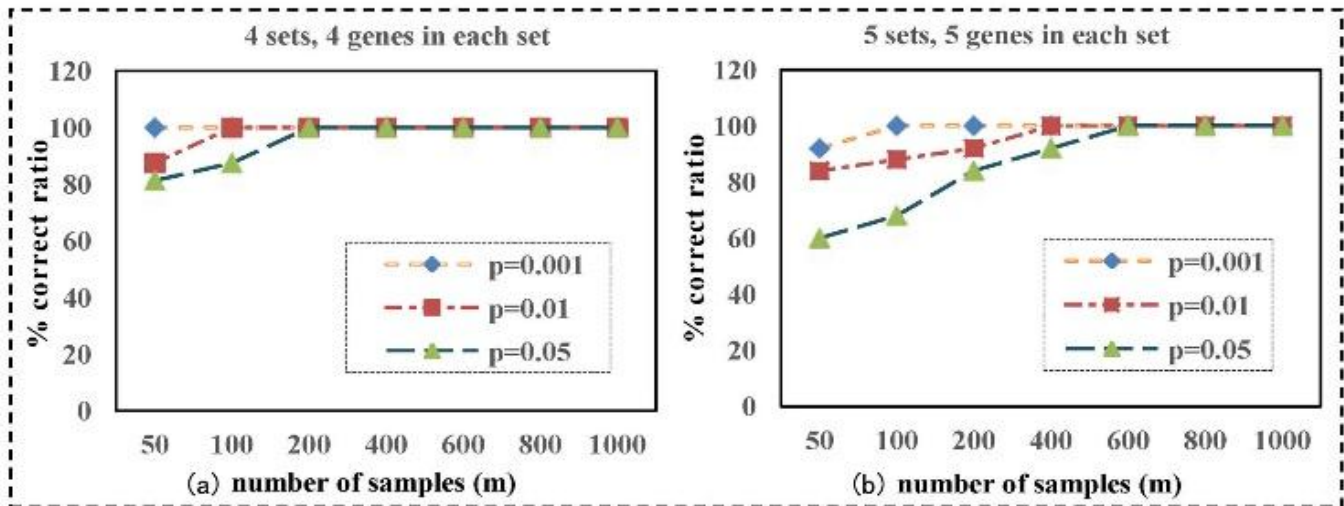 4 sets, 4 genes in each set
120
100
80
60
40
20
0
% correct ratio
p=0.001
p=0.01
p=0.05
50 100 200 400 600 800 1000
(a) number of samples (m)
5 sets, 5 genes in each set
120
100
80
60
40
20
0
% correct ratio
p=0.001
p=0.01
p=0.05
50 100 200 400 600 800 1000
(b) number of samples (m)